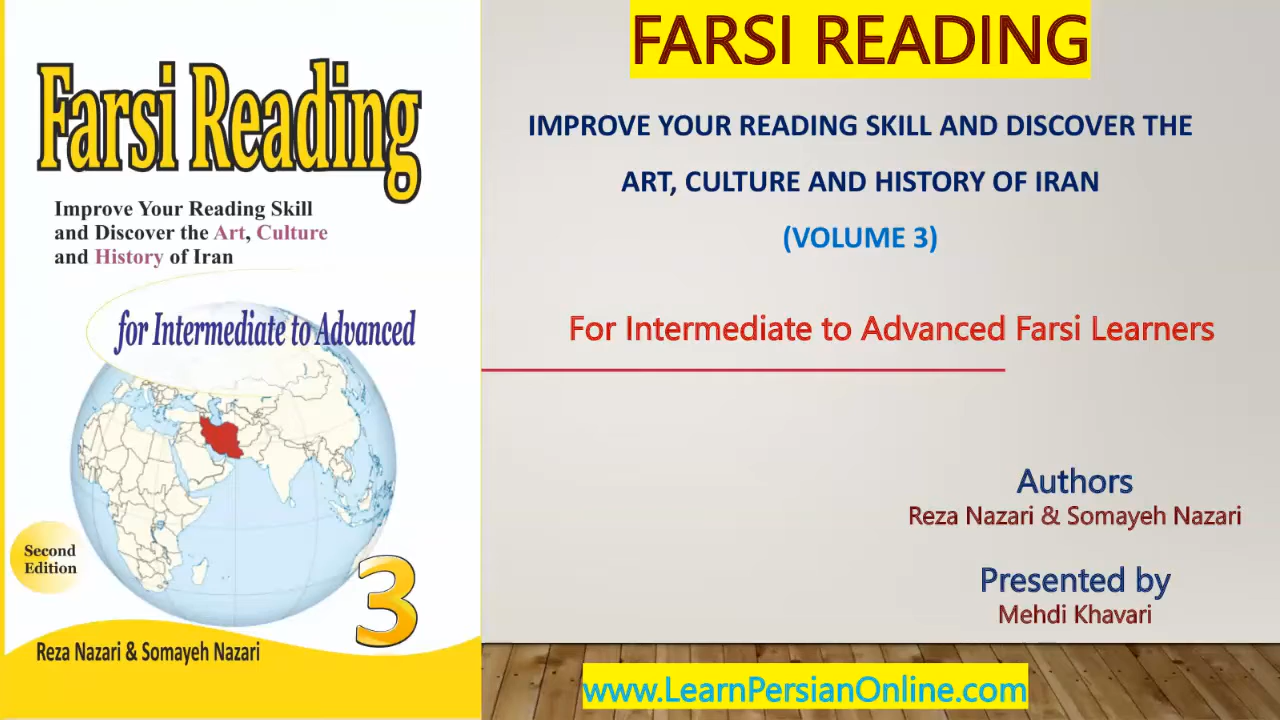 Farsi Reading
Improve Your Reading Skill
and Discover the Art, Culture
and History of Iran
for Intermediate to Advanced
Second
Edition
3
Reza Nazari & Somayeh Nazari
FARSI READING
IMPROVE YOUR READING SKILL AND DISCOVER THE
ART, CULTURE AND HISTORY OF IRAN
(VOLUME 3)
For Intermediate to Advanced Farsi Learners
Authors
Reza Nazari & Somayeh Nazari
Presented by
Mehdi Khavari
www.LearnPersianOnline.com